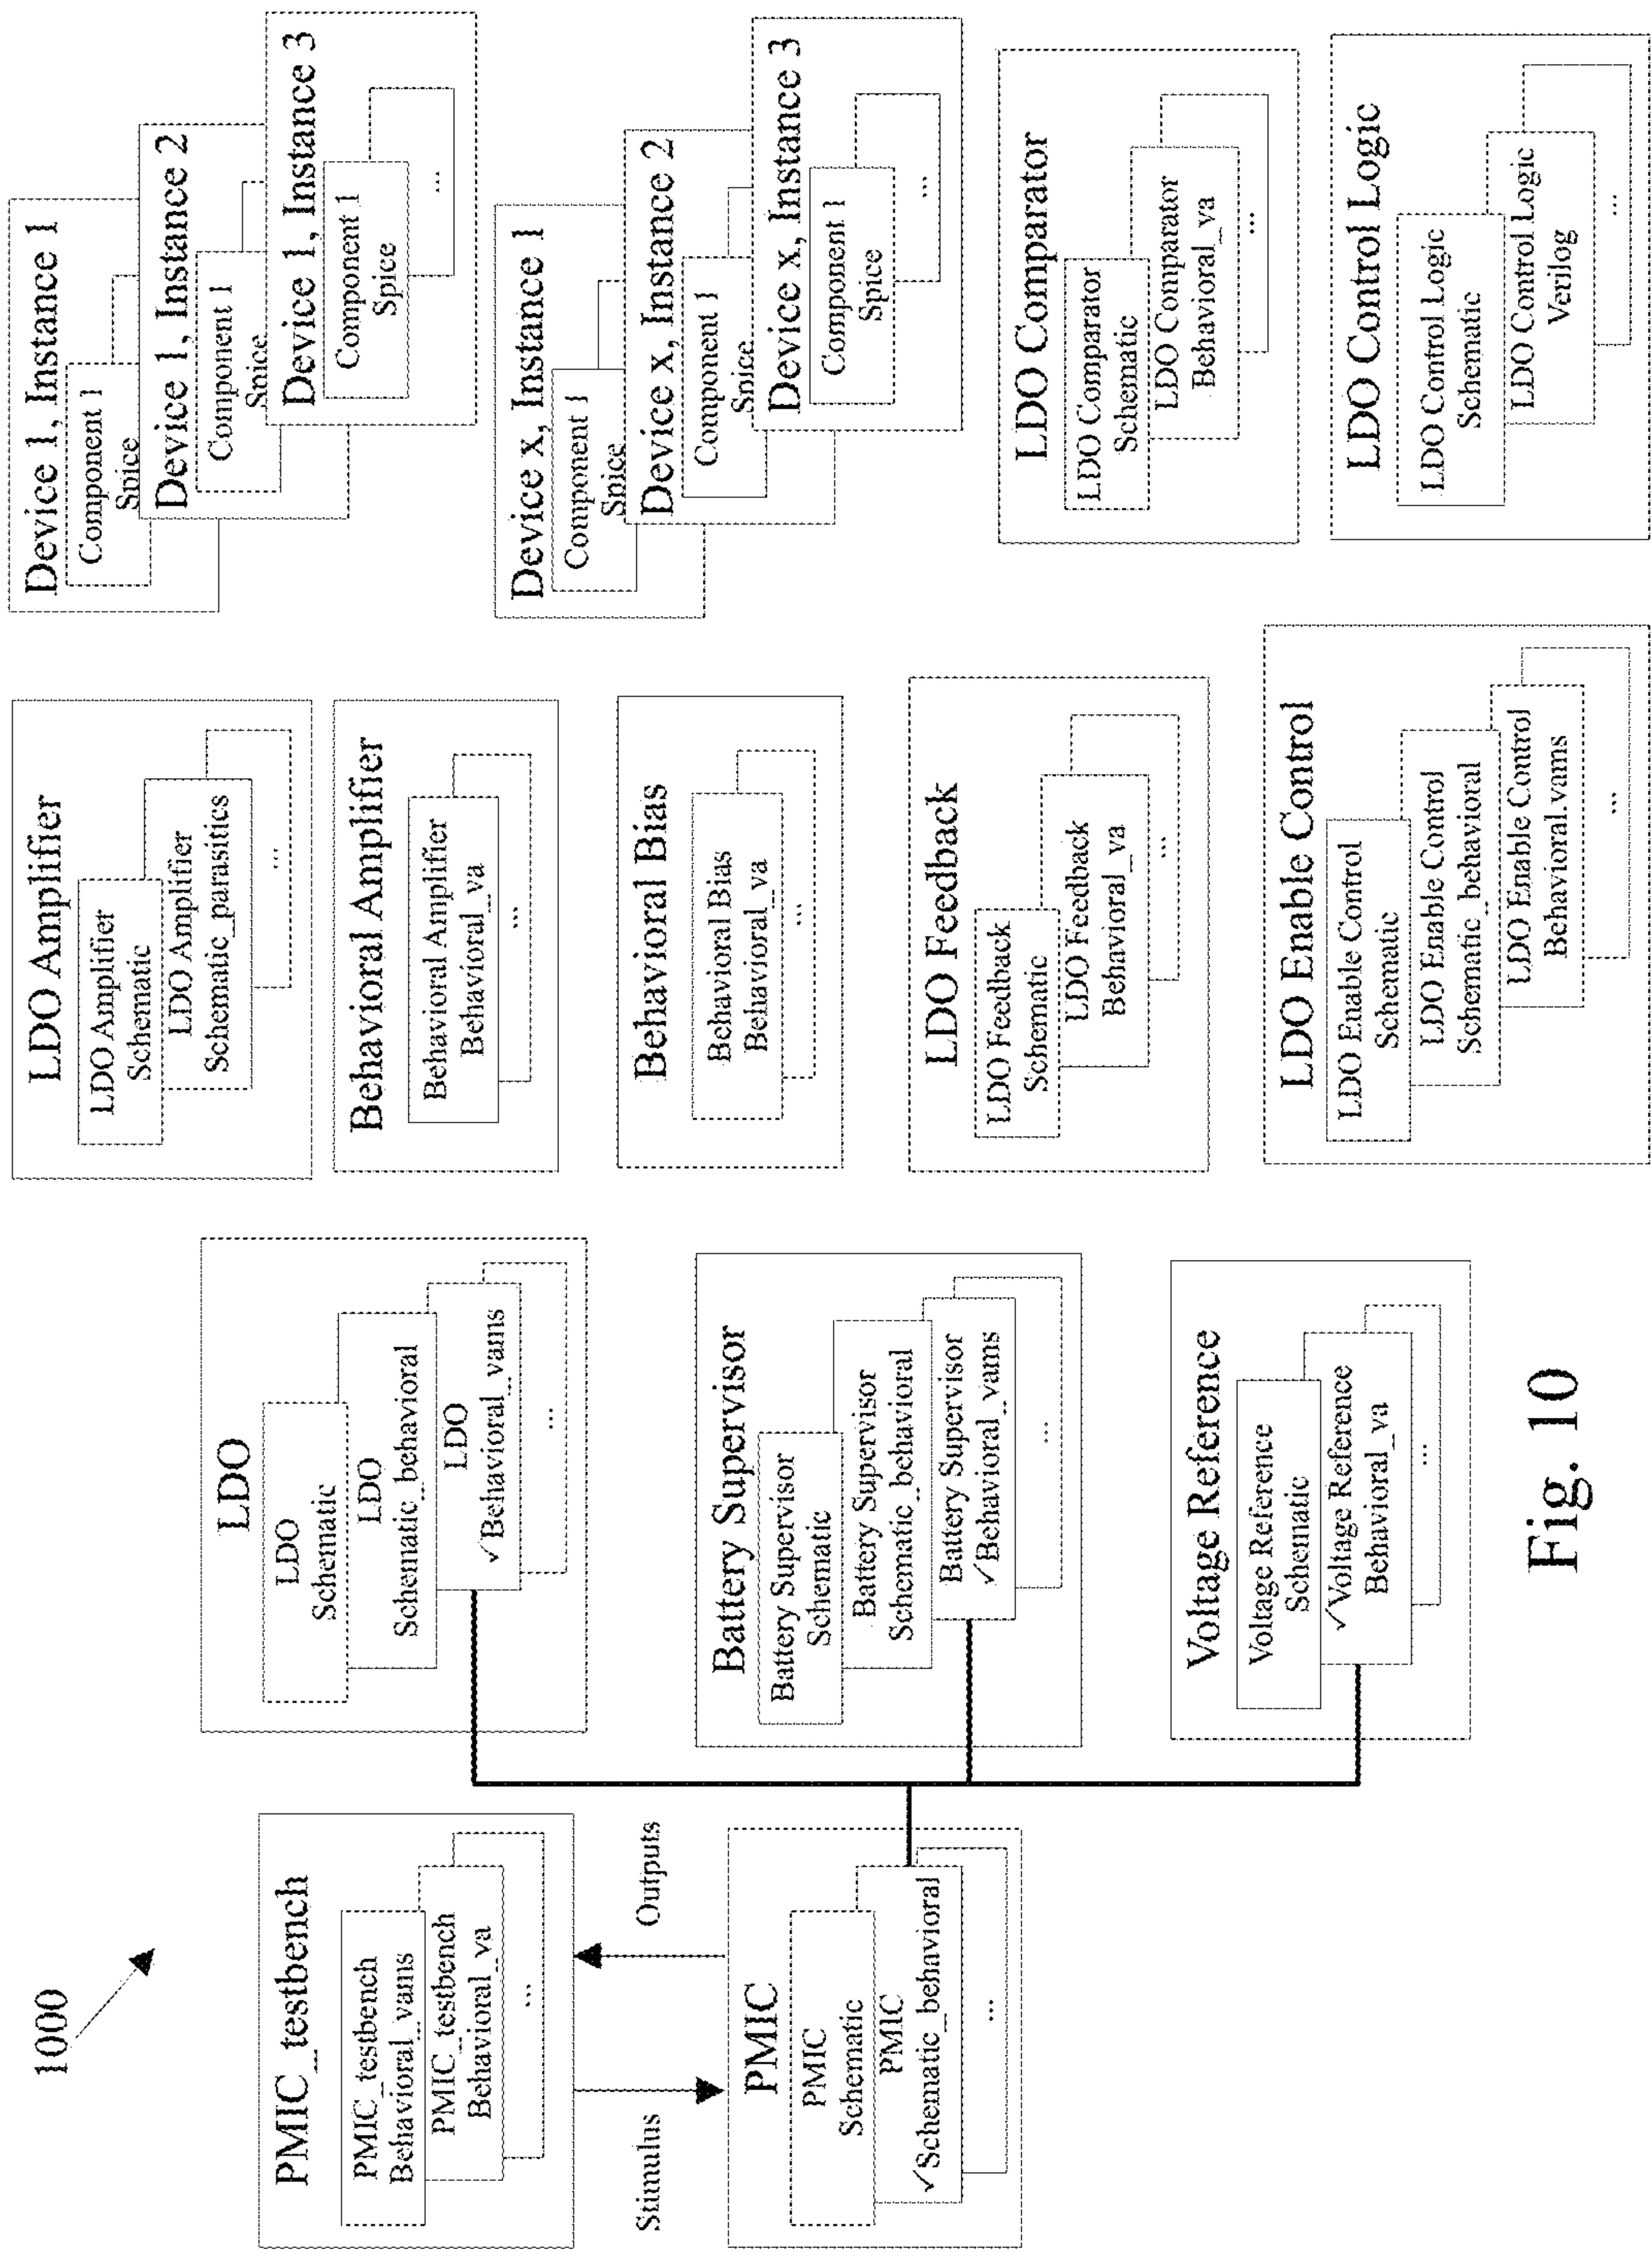 1000
PMIC_testbench
PMIC_testbench
Behavioral_vams
PMIC_testbench
Behavioral_va
...
Stimulus
Outputs
PMIC
PMIC
Schematic
PMIC
✓Schematic_behavioral
...
LDO
LDO
Schematic
LDO
Schematic_behavioral
LDO
✓Behavioral_vams
...
Battery Supervisor
Battery Supervisor
Schematic
Battery Supervisor
Schematic_behavioral
Battery Supervisor
✓Behavioral_vams
...
Voltage Reference
Voltage Reference
Schematic
✓Voltage Reference
Behavioral_va
...
LDO Amplifier
LDO Amplifier
Schematic
LDO Amplifier
Schematic_parasitics
...
Behavioral Amplifier
Behavioral Amplifier
Behavioral_va
...
Behavioral Bias
Behavioral Bias
Behavioral_va
...
LDO Feedback
LDO Feedback
Schematic
LDO Feedback
Behavioral_va
...
LDO Enable Control
LDO Enable Control
Schematic
LDO Enable Control
Schematic_behavioral
LDO Enable Control
Behavioral.vams
...
Device 1, Instance 1
Component 1
Spice
Device 1, Instance 2
Component 1
Spice
Device 1, Instance 3
Component 1
Spice
...
Device x, Instance 1
Component 1
Spice
Device x, Instance 2
Component 1
Spice
Device x, Instance 3
Component 1
Spice
...
LDO Comparator
LDO Comparator
Schematic
LDO Comparator
Behavioral_va
...
LDO Control Logic
LDO Control Logic
Schematic
LDO Control Logic
Verilog
...
Fig. 10